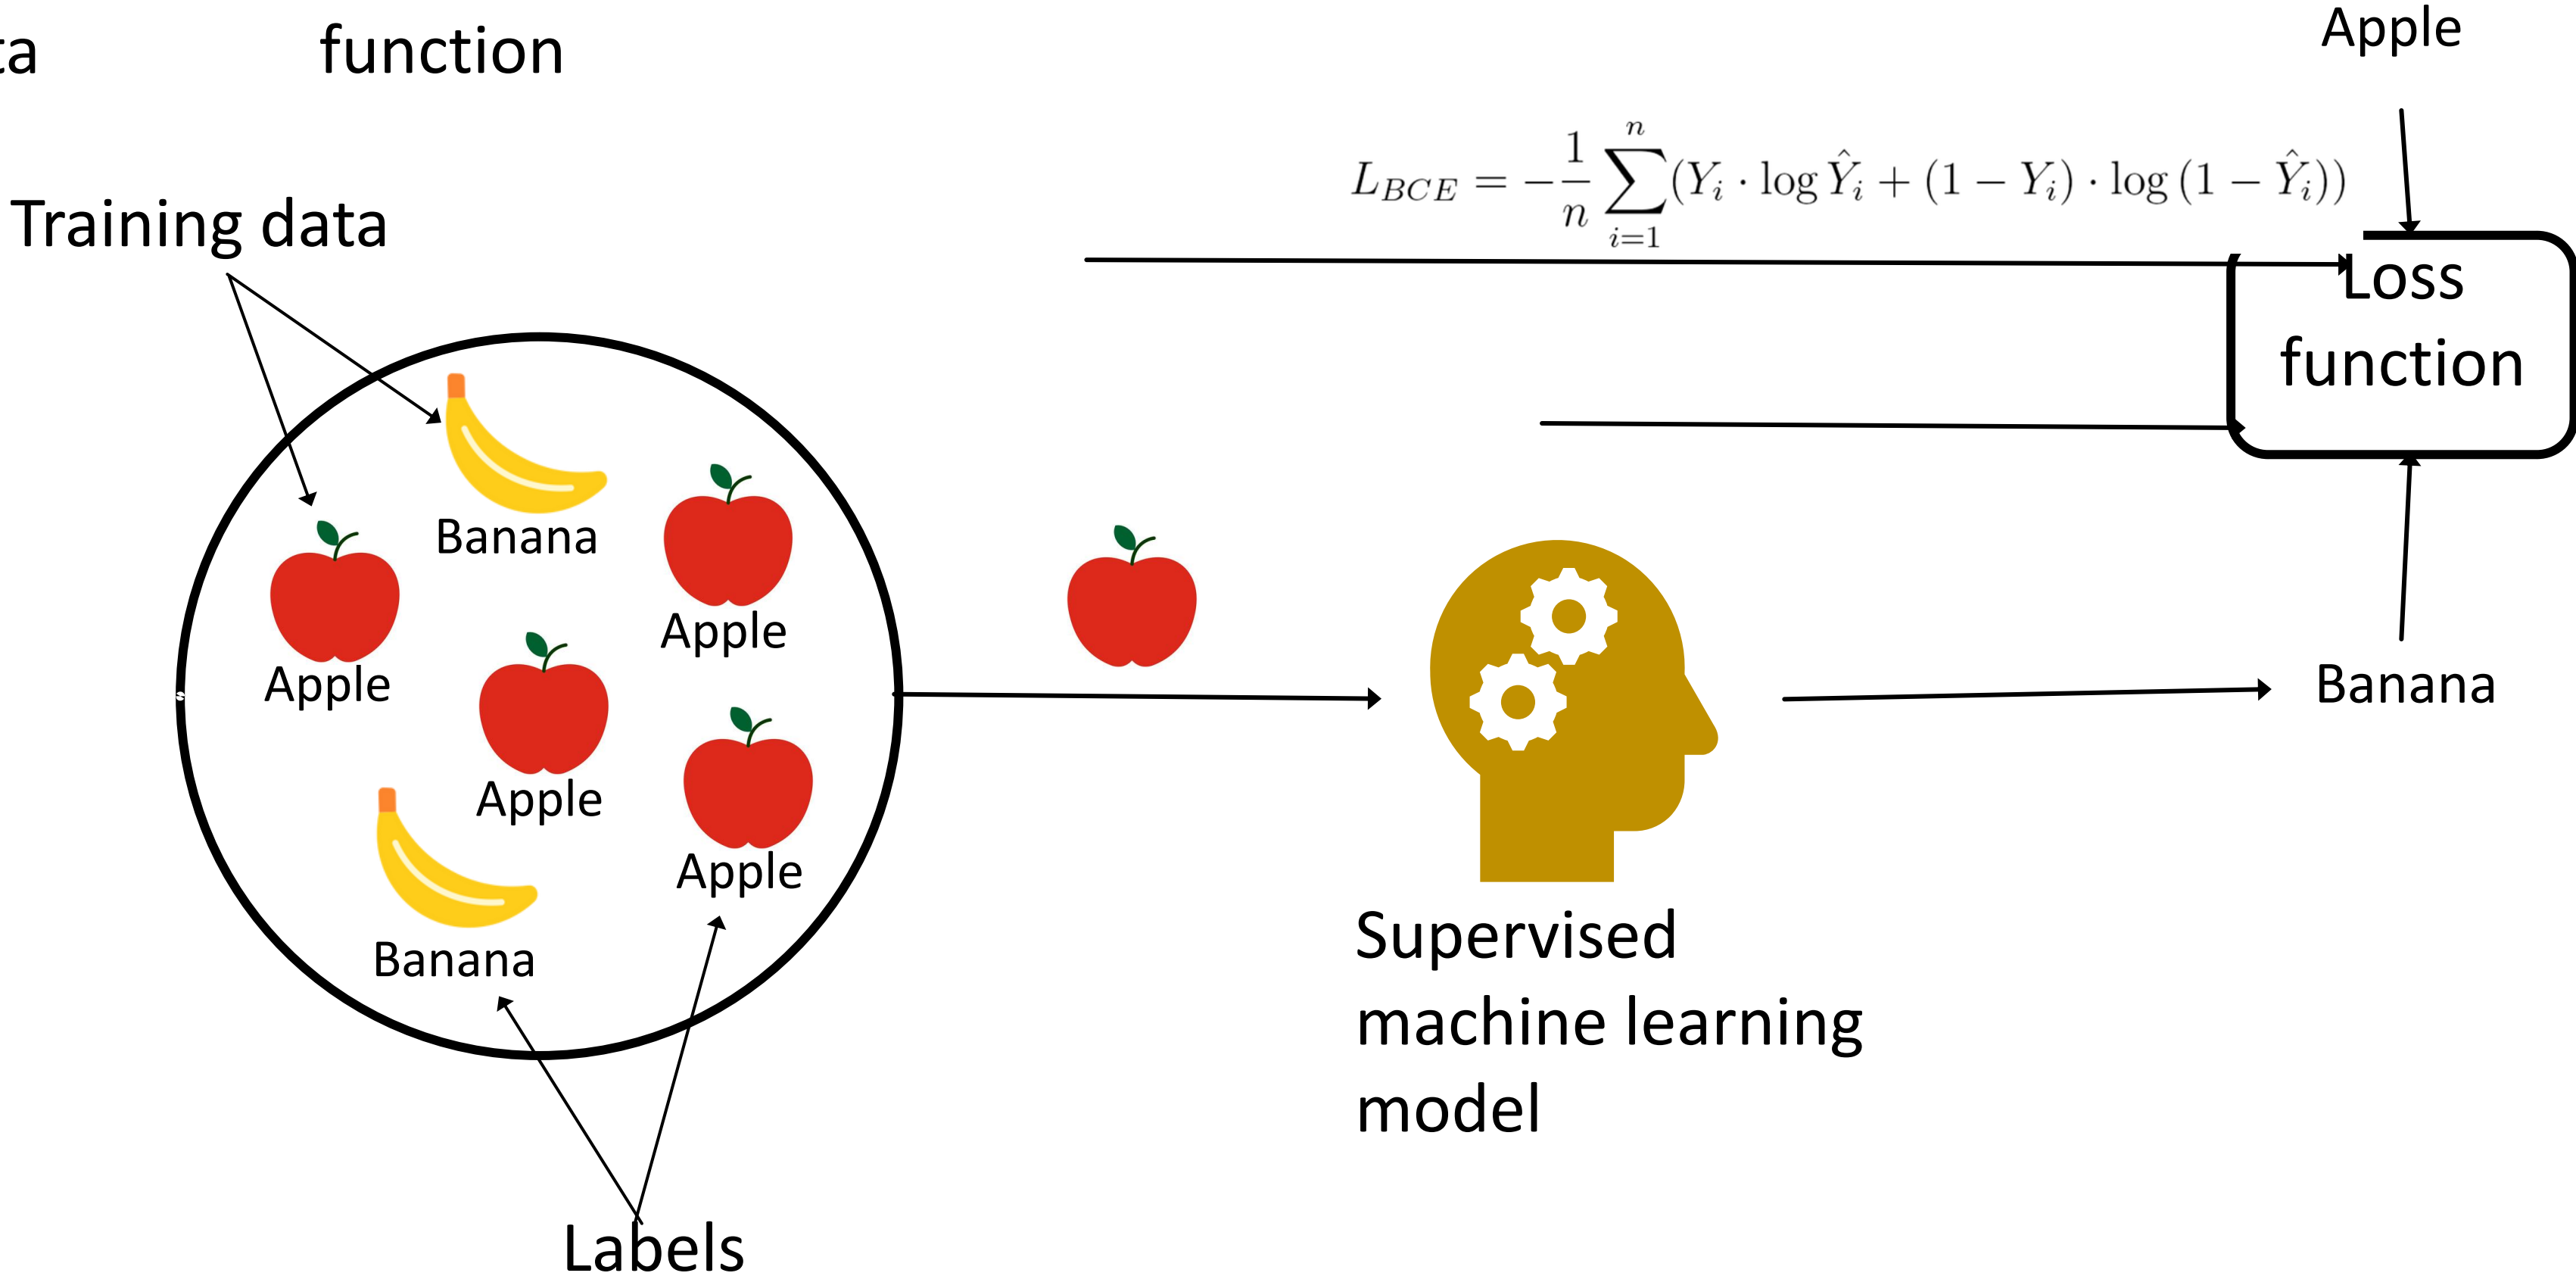 ta
function
Apple
L_{BCE} = -\frac{1}{n} \sum_{i=1}^{n} (Y_i \cdot \log \hat{Y}_i + (1 - Y_i) \cdot \log (1 - \hat{Y}_i))
Training data
Loss
function
Banana
Apple
Apple
Apple
Apple
Banana
Banana
Supervised
machine learning
model
Labels